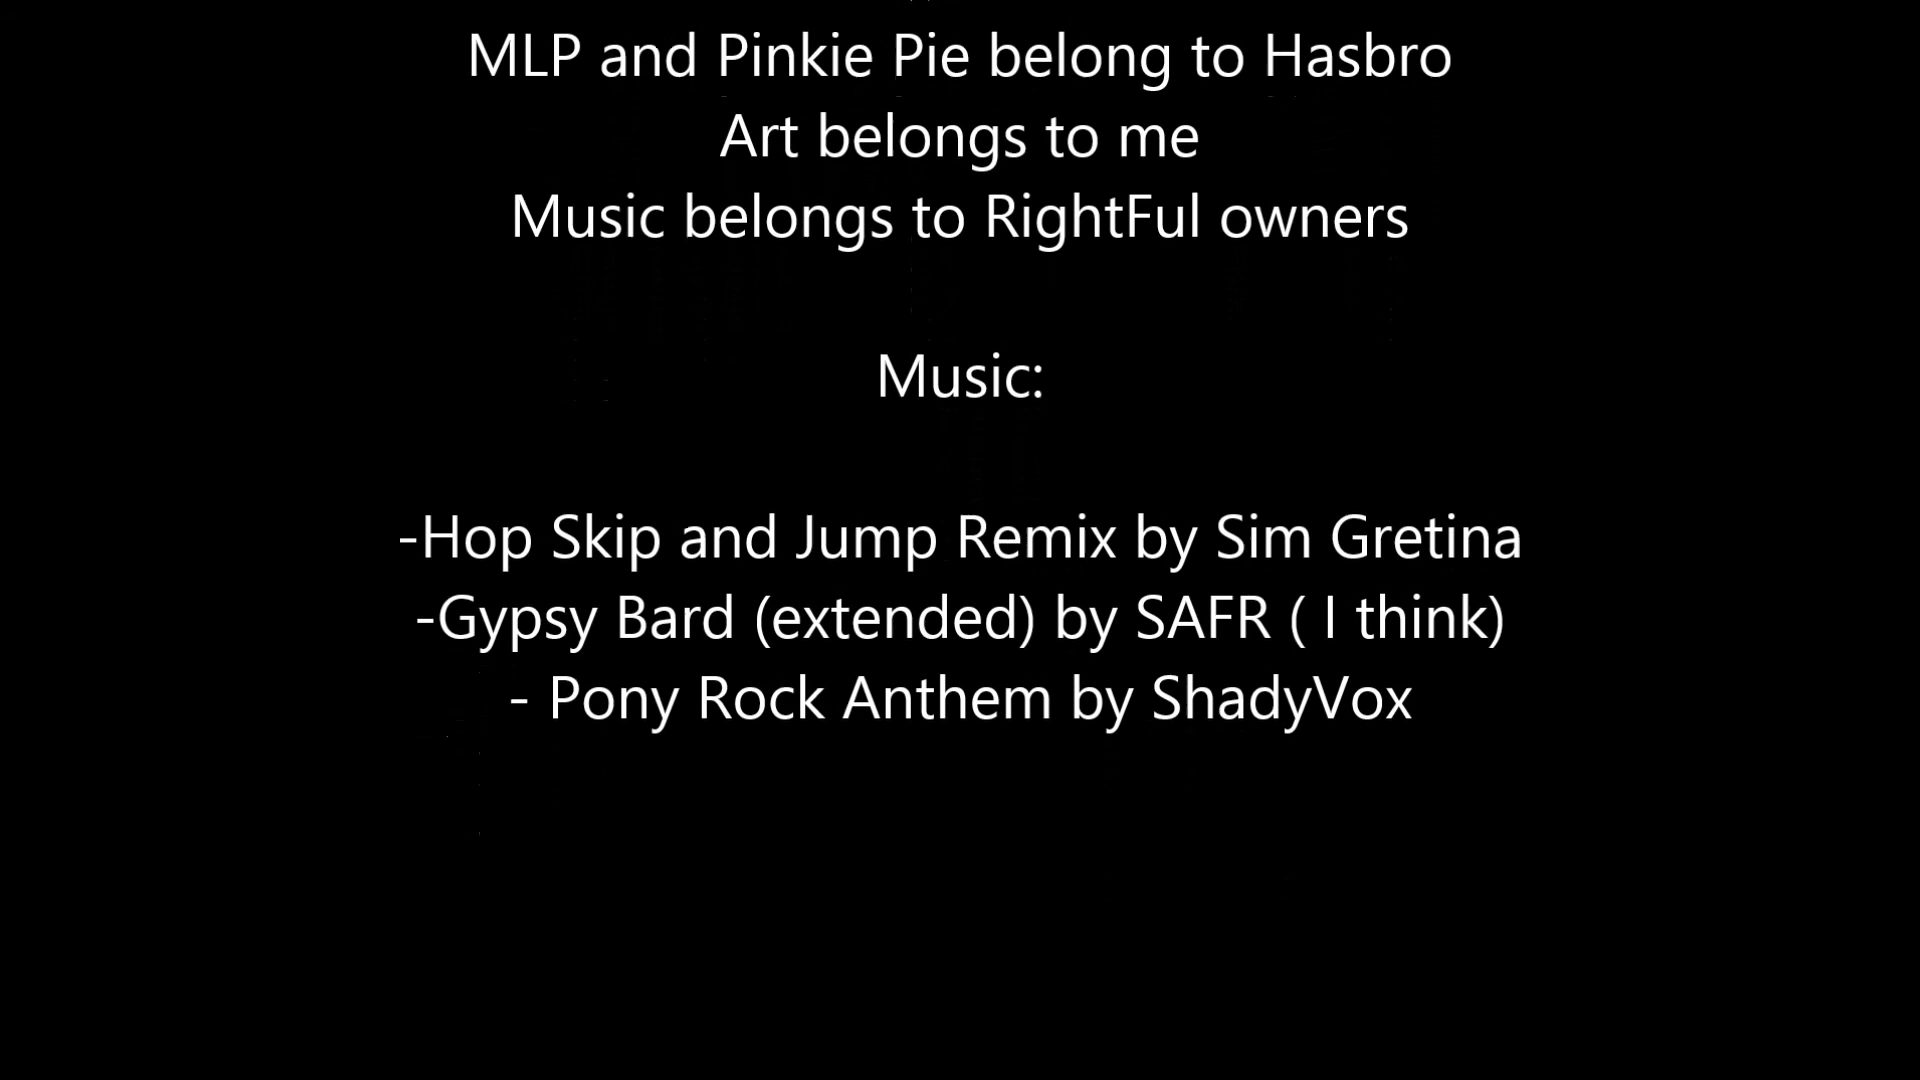 MLP and Pinkie Pie belong to Hasbro
Art belongs to me
Music belongs to RightFul owners
Music:
-Hop Skip and Jump Remix by Sim Gretina
-Gypsy Bard (extended) by SAFR ( I think)
- Pony Rock Anthem by ShadyVox